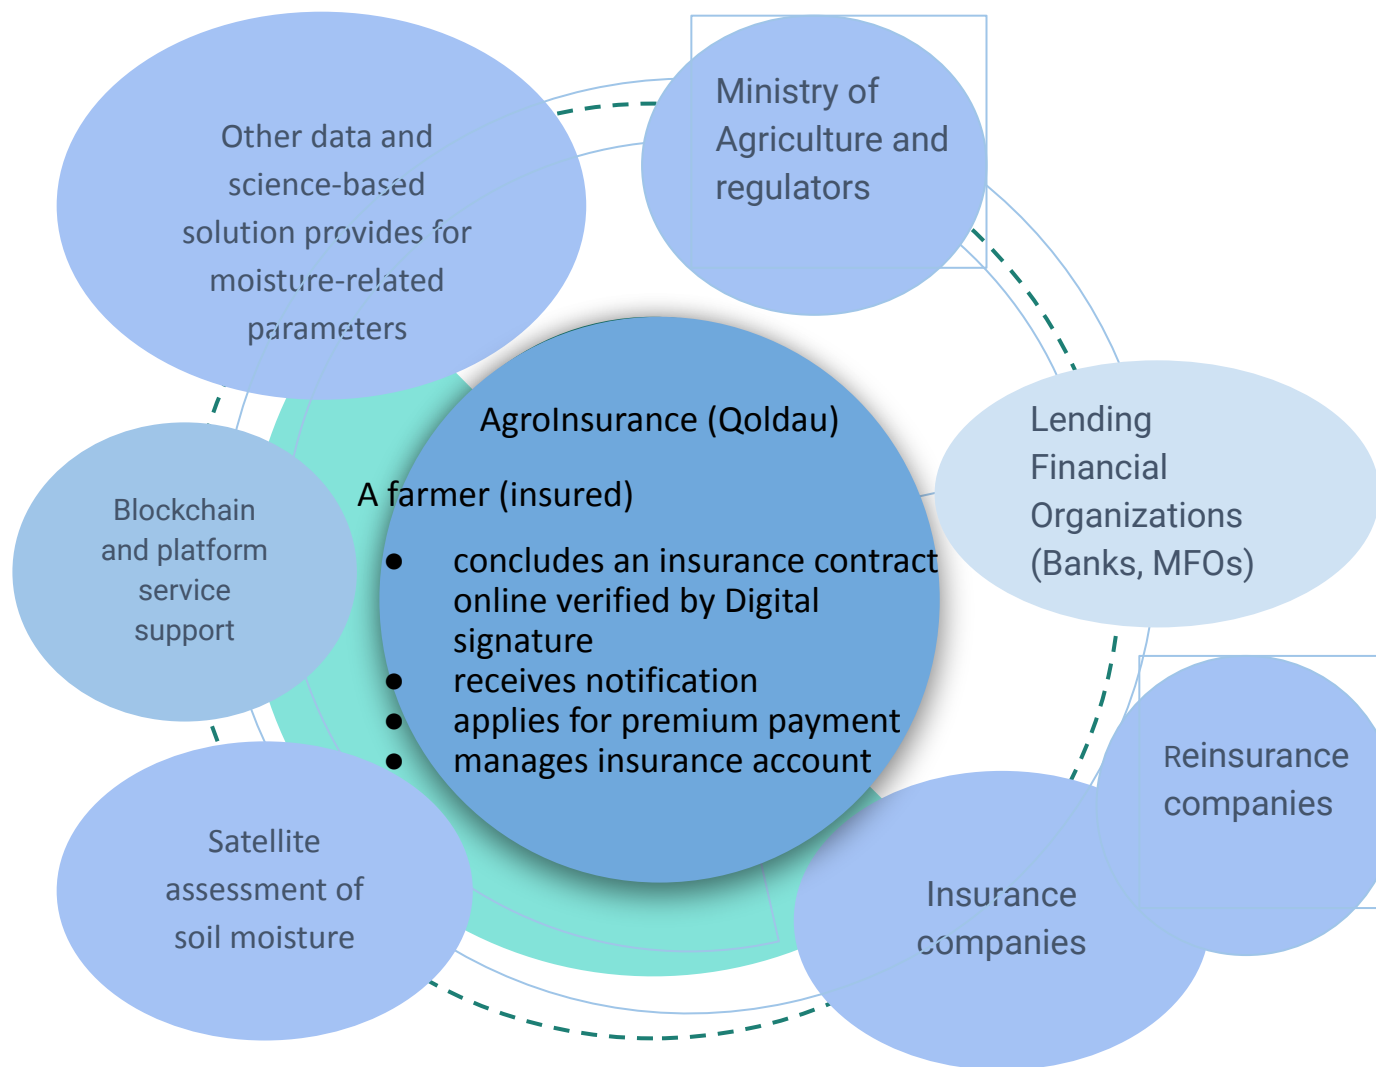 Other data and
science-based
solution provides for
moisture-related
parameters
Ministry of
Agriculture and
regulators
AgroInsurance (Qoldau)
A farmer (insured)
● concludes an insurance contract
online verified by Digital
signature
● receives notification
● applies for premium payment
● manages insurance account
Lending
Financial
Organizations
(Banks, MFOs)
Blockchain
and platform
service
support
Satellite
assessment of
soil moisture
Insurance
companies
Reinsurance
companies